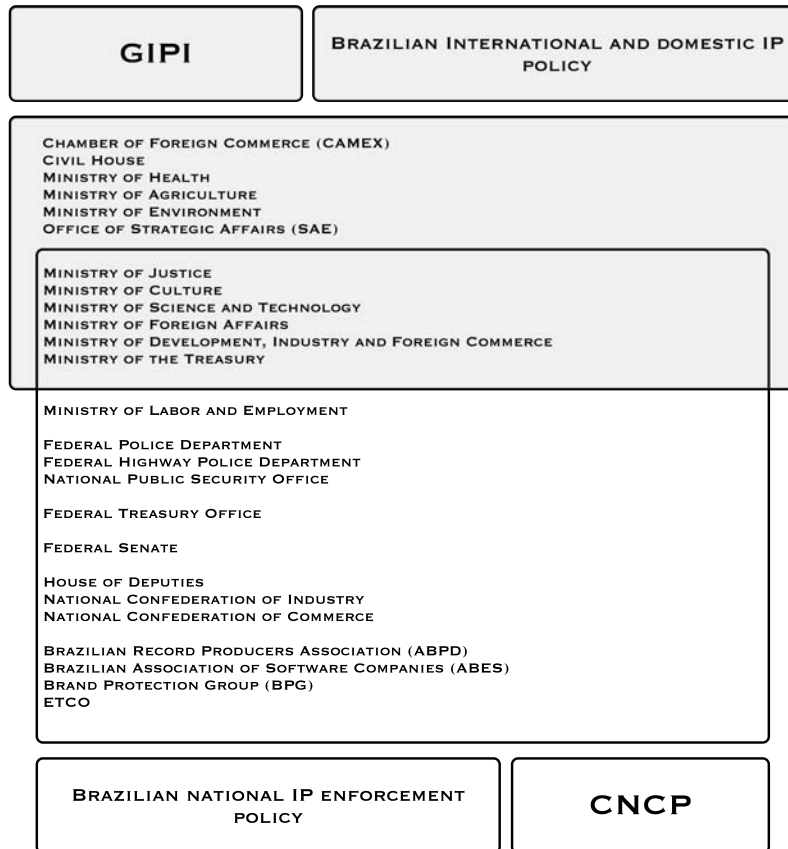 GIPI
BRAZILIAN INTERNATIONAL AND DOMESTIC IP
POLICY
CHAMBER OF FOREIGN COMMERCE (CAMEX)
CIVIL HOUSE
MINISTRY OF HEALTH
MINISTRY OF AGRICULTURE
MINISTRY OF ENVIRONMENT
OFFICE OF STRATEGIC AFFAIRS (SAE)
MINISTRY OF JUSTICE
MINISTRY OF CULTURE
MINISTRY OF SCIENCE AND TECHNOLOGY
MINISTRY OF FOREIGN AFFAIRS
MINISTRY OF DEVELOPMENT, INDUSTRY AND FOREIGN COMMERCE
MINISTRY OF THE TREASURY
MINISTRY OF LABOR AND EMPLOYMENT
FEDERAL POLICE DEPARTMENT
FEDERAL HIGHWAY POLICE DEPARTMENT
NATIONAL PUBLIC SECURITY OFFICE
FEDERAL TREASURY OFFICE
FEDERAL SENATE
HOUSE OF DEPUTIES
NATIONAL CONFEDERATION OF INDUSTRY
NATIONAL CONFEDERATION OF COMMERCE
BRAZILIAN RECORD PRODUCERS ASSOCIATION (ABPD)
BRAZILIAN ASSOCIATION OF SOFTWARE COMPANIES (ABES)
BRAND PROTECTION GROUP (BPG)
ETCO
BRAZILIAN NATIONAL IP ENFORCEMENT
POLICY
CNCP